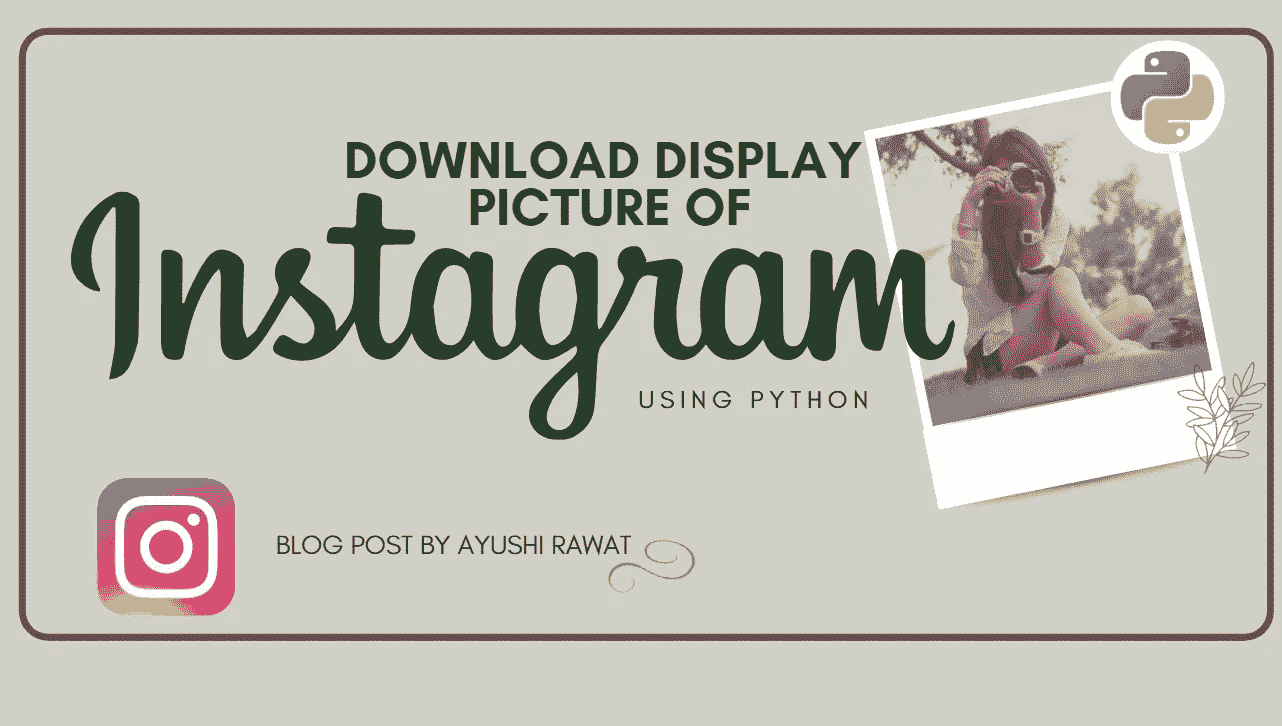 DOWNLOAD DISPLAY
PICTURE OF
Instagram
USING PYTHON
BLOG POST BY AYUSHI RAWAT